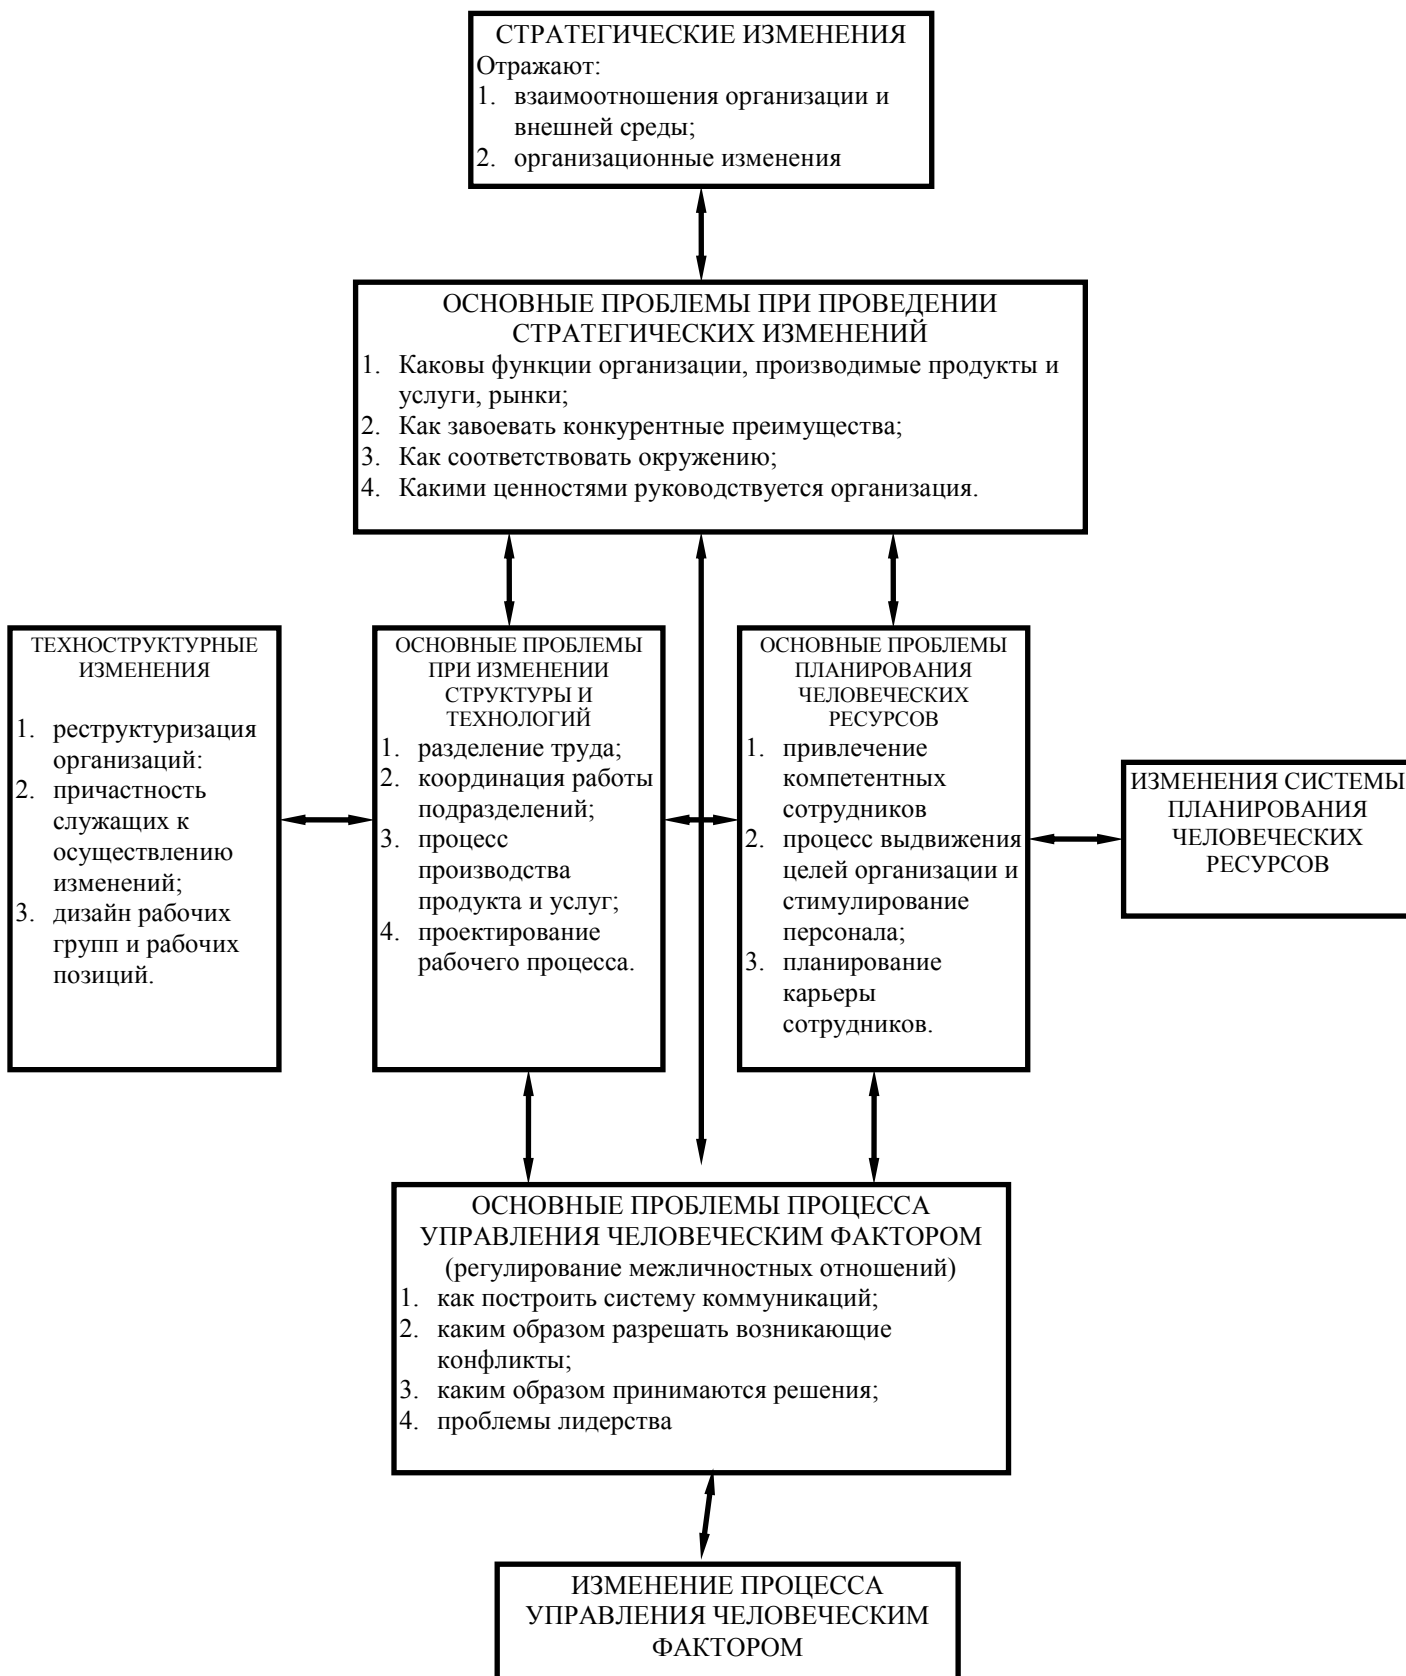 СТРАТЕГИЧЕСКИЕ ИЗМЕНЕНИЯ
Отражают:
1. взаимоотношения организации и
внешней среды;
2. организационные изменения
ОСНОВНЫЕ ПРОБЛЕМЫ ПРИ ПРОВЕДЕНИИ
СТРАТЕГИЧЕСКИХ ИЗМЕНЕНИЙ
1. Каковы функции организации, производимые продукты и
услуги, рынки;
2. Как завоевать конкурентные преимущества;
3. Как соответствовать окружению;
4. Какими ценностями руководствуется организация.
ТЕХНОСТРУКТУРНЫЕ
ИЗМЕНЕНИЯ
1. реструктуризация
организаций:
2. причастность
служащих к
осуществлению
изменений;
3. дизайн рабочих
групп и рабочих
позиций.
ОСНОВНЫЕ ПРОБЛЕМЫ
ПРИ ИЗМЕНЕНИИ
СТРУКТУРЫ И
ТЕХНОЛОГИЙ
1. разделение труда;
2. координация работы
подразделений;
3. процесс
производства
продукта и услуг;
4. проектирование
рабочего процесса.
ОСНОВНЫЕ ПРОБЛЕМЫ
ПЛАНИРОВАНИЯ
ЧЕЛОВЕЧЕСКИХ
РЕСУРСОВ
1. привлечение
компетентных
сотрудников
2. процесс выдвижения
целей организации и
стимулирование
персонала;
3. планирование
карьеры
сотрудников.
ИЗМЕНЕНИЯ СИСТЕМЫ
ПЛАНИРОВАНИЯ
ЧЕЛОВЕЧЕСКИХ
РЕСУРСОВ
ОСНОВНЫЕ ПРОБЛЕМЫ ПРОЦЕССА
УПРАВЛЕНИЯ ЧЕЛОВЕЧЕСКИМ ФАКТОРОМ
(регулирование межличностных отношений)
1. как построить систему коммуникаций;
2. каким образом разрешать возникающие
конфликты;
3. каким образом принимаются решения;
4. проблемы лидерства
ИЗМЕНЕНИЕ ПРОЦЕССА
УПРАВЛЕНИЯ ЧЕЛОВЕЧЕСКИМ
ФАКТОРОМ